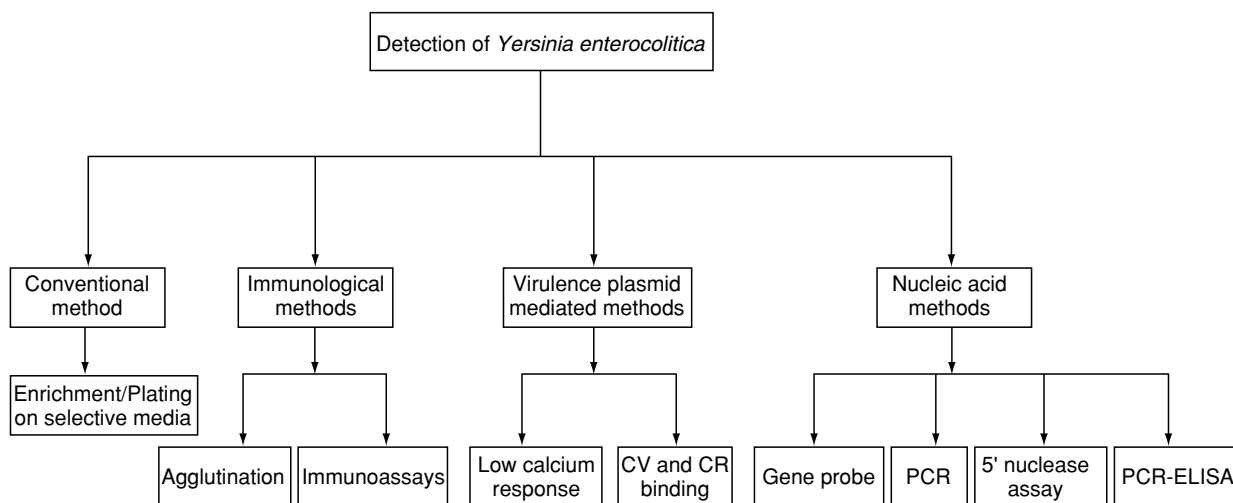 Detection of Yersinia enterocolitica
Conventional
method
Immunological
methods
Virulence plasmid
mediated methods
Nucleic acid
methods
Enrichment/Plating
on selective media
Agglutination
Immunoassays
Low calcium
response
CV and CR
binding
Gene probe
PCR
5' nuclease
assay
PCR-ELISA